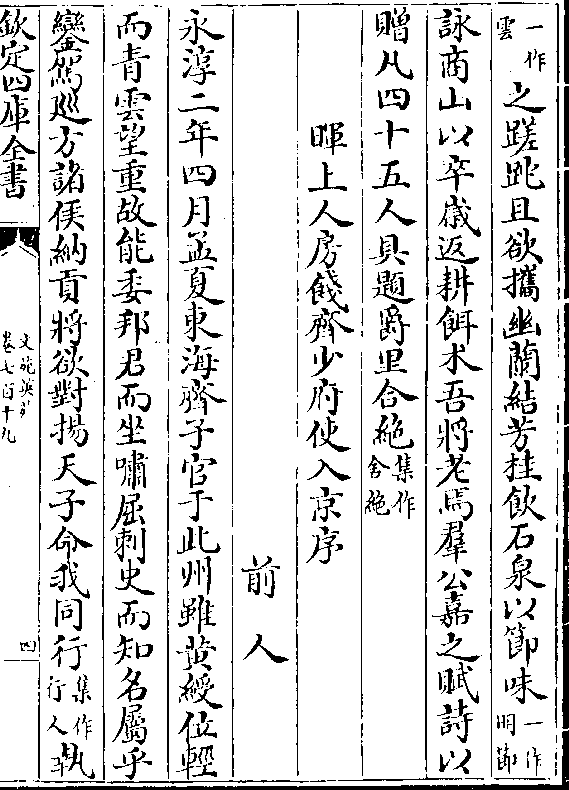 一作雲之蹉跎且欲攜幽蘭結芳桂飲石泉以節味一作明節
詠商山以卒歲返耕餌术吾將老焉羣公嘉之賦詩以
贈凡四十五人具題爵里合絶集作舍絶
暉上人房餞齊少府使入京序
前人
永淳二年四月孟夏東海齊子官于此州雖黄綬位輕
而青雲望重故能委邦君而坐嘯屈刺史而知名屬乎
鑾駕廵方諸侯納貢將欲對揚天子命我同行集作行人執
欽定四庫全書
文苑英華
卷七百十九
四